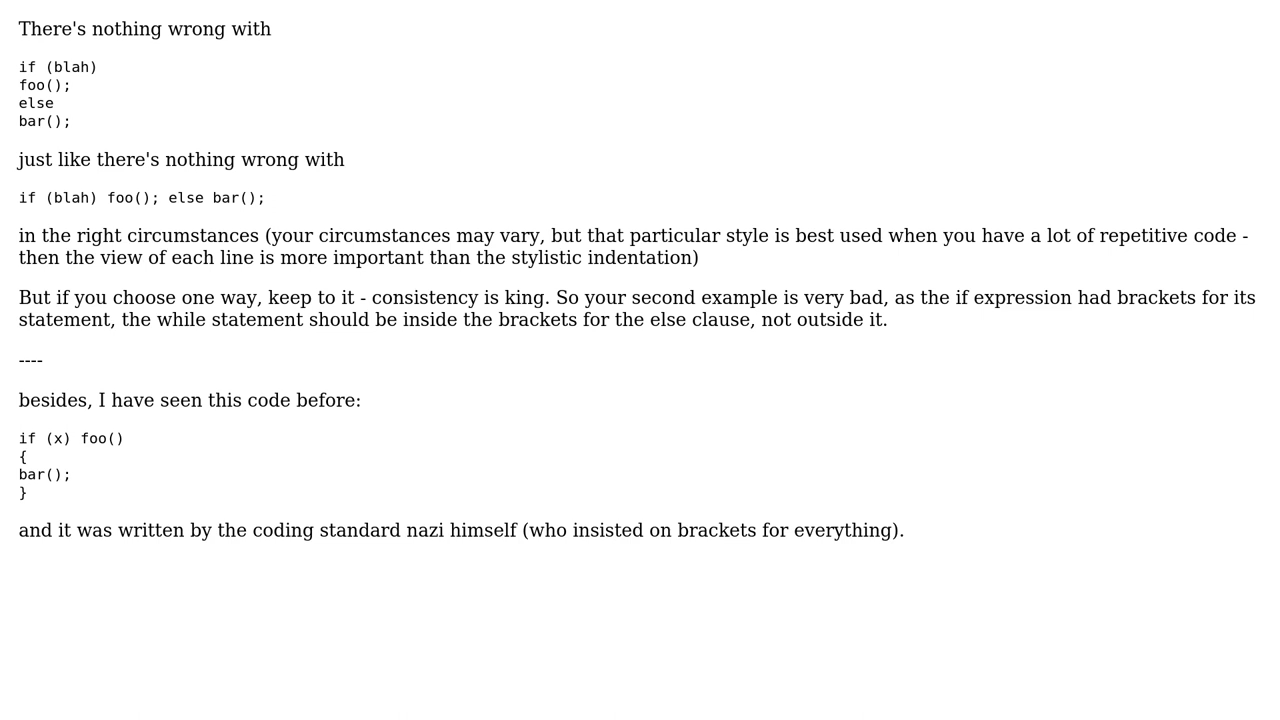 There's nothing wrong with
if (blah)
foo();
else
bar();
just like there's nothing wrong with
if (blah) foo(); else bar();
in the right circumstances (your circumstances may vary, but that particular style is best used when you have a lot of repetitive code -
then the view of each line is more important than the stylistic indentation)
But if you choose one way, keep to it - consistency is king. So your second example is very bad, as the if expression had brackets for its
statement, the while statement should be inside the brackets for the else clause, not outside it.
----
besides, I have seen this code before:
if (x) foo()
{
bar();
}
and it was written by the coding standard nazi himself (who insisted on brackets for everything).